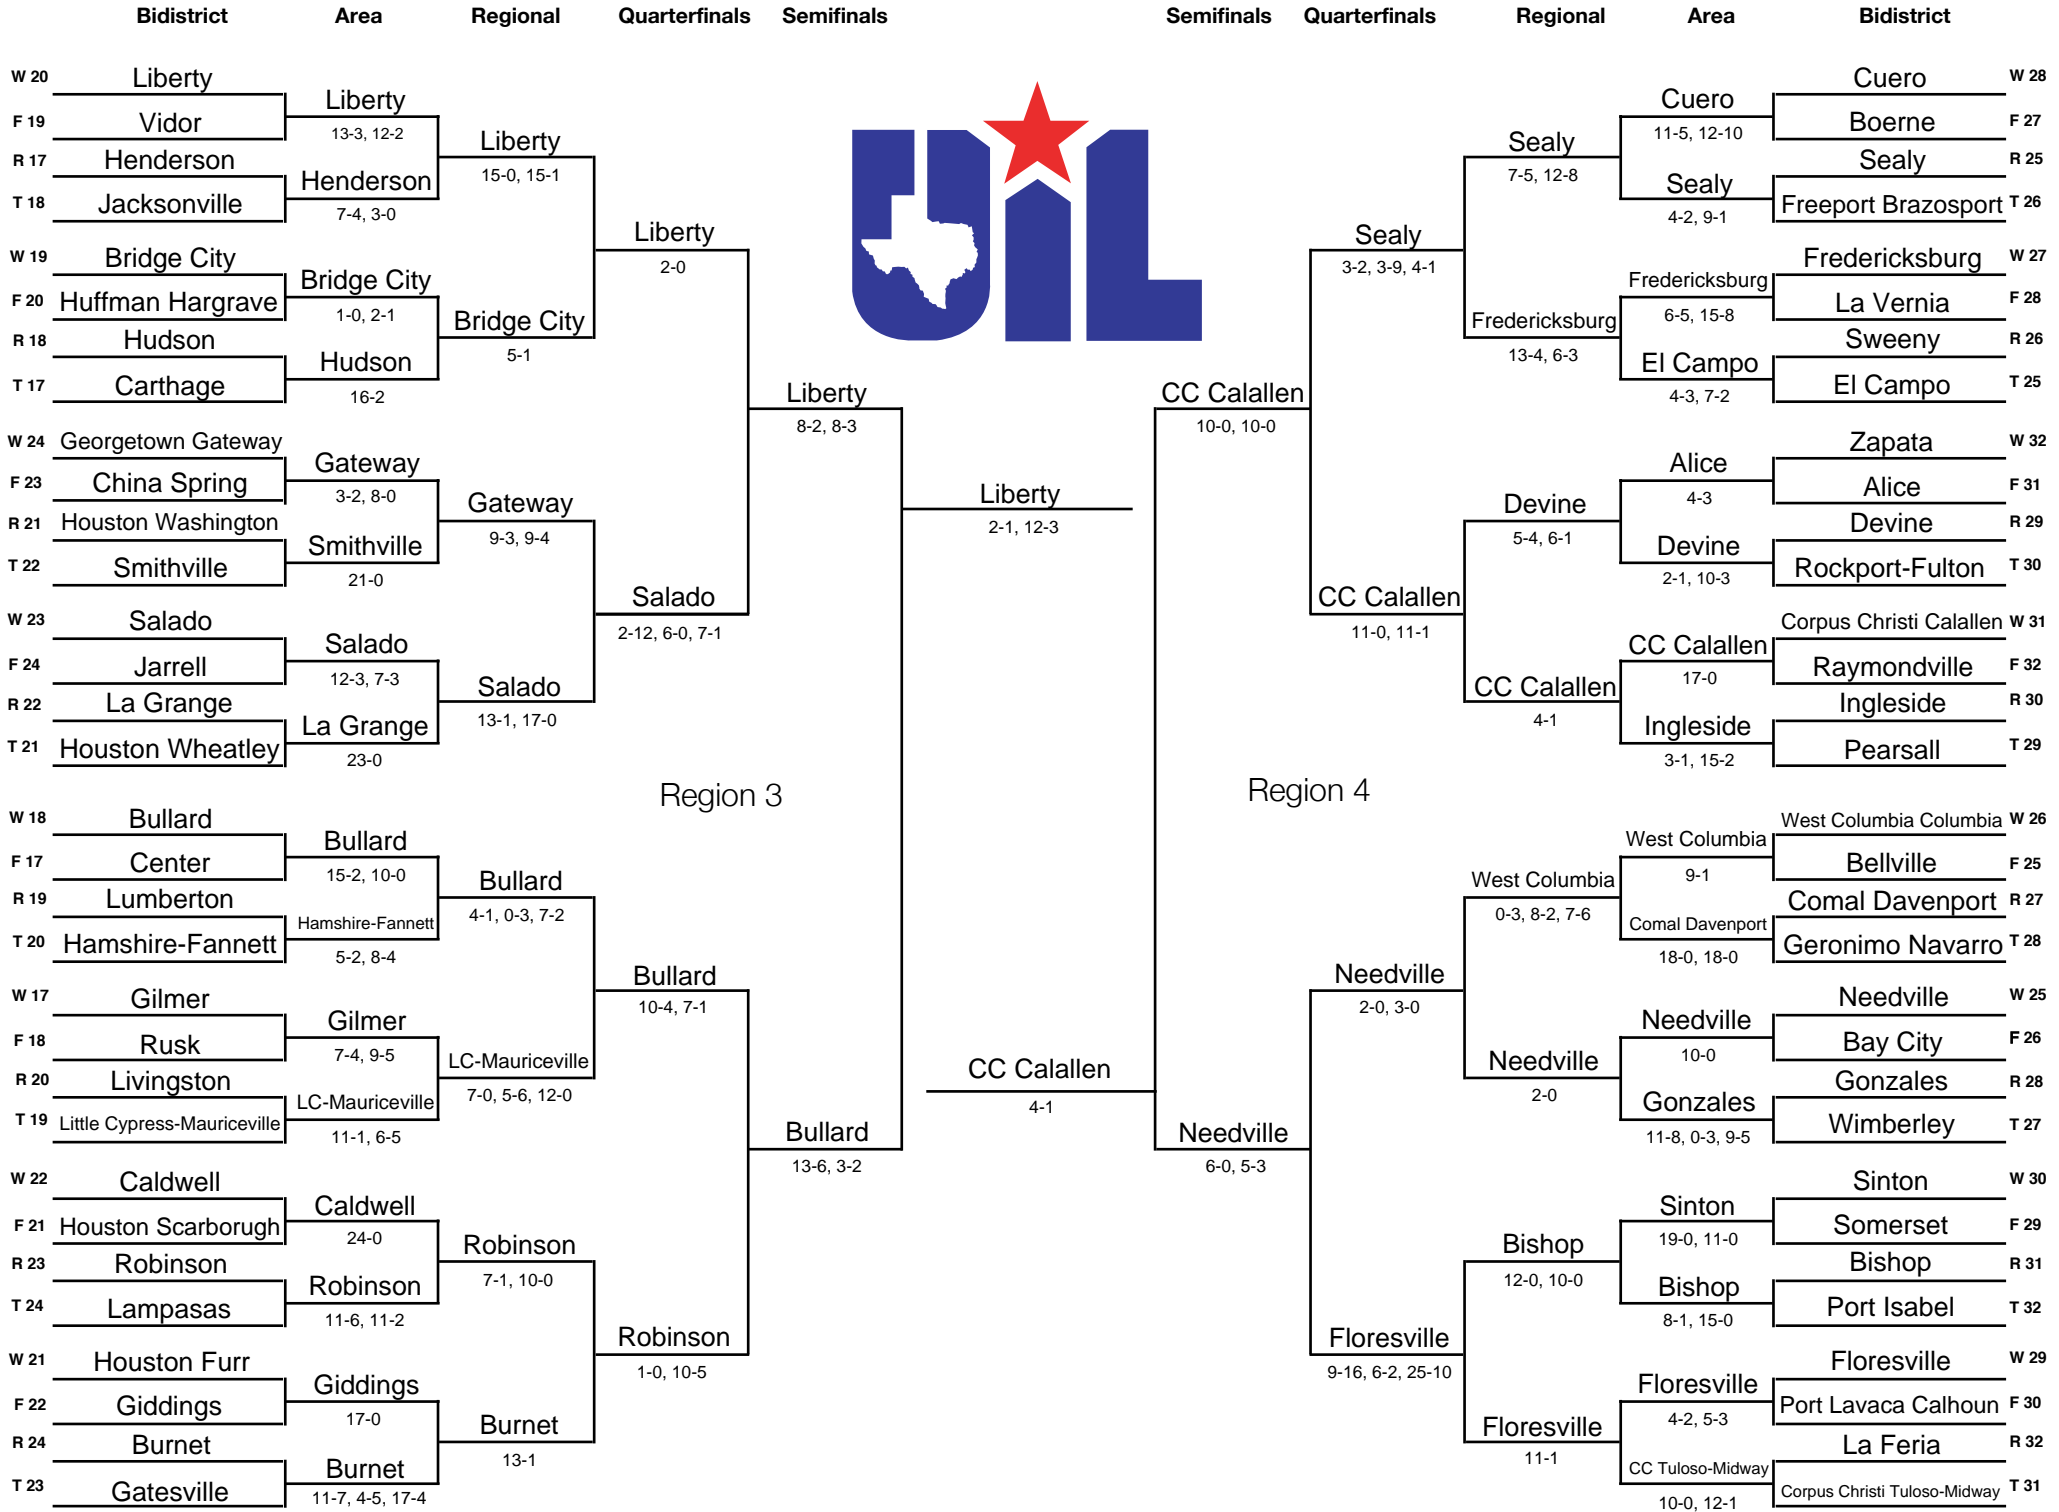 Bidistrict Area Regional Quarterfinals Semifinals Semifinals Quarterfinals Regional Area Bidistrict
W 20 Liberty
F 19 Vidor
R 17 Henderson
T 18 Jacksonville
W 19 Bridge City
F 20 Huffman Hargrave
R 18 Hudson
T 17 Carthage
W 24 Georgetown Gateway
F 23 China Spring
R 21 Houston Washington
T 22 Smithville
W 23 Salado
F 24 Jarrell
R 22 La Grange
T 21 Houston Wheatley
W 18 Bullard
F 17 Center
R 19 Lumberton
T 20 Hamshire-Fannett
W 17 Gilmer
F 18 Rusk
R 20 Livingston
T 19 Little Cypress-Mauriceville
W 22 Caldwell
F 21 Houston Scarborugh
R 23 Robinson
T 24 Lampasas
W 21 Houston Furr
F 22 Giddings
R 24 Burnet
T 23 Gatesville
Liberty
13-3, 12-2
Henderson
7-4, 3-0
Bridge City
1-0, 2-1
Hudson
16-2
Gateway
3-2, 8-0
Smithville
21-0
Salado
12-3, 7-3
La Grange
23-0
Bullard
15-2, 10-0
Hamshire-Fannett
5-2, 8-4
Gilmer
7-4, 9-5
LC-Mauriceville
11-1, 6-5
Caldwell
24-0
Robinson
11-6, 11-2
Giddings
17-0
Burnet
11-7, 4-5, 17-4
Liberty
15-0, 15-1
Bridge City
5-1
Gateway
9-3, 9-4
Salado
13-1, 17-0
Bullard
4-1, 0-3, 7-2
LC-Mauriceville
7-0, 5-6, 12-0
Robinson
7-1, 10-0
Burnet
13-1
Liberty
2-0
Salado
2-12, 6-0, 7-1
Bullard
10-4, 7-1
Robinson
1-0, 10-5
Region 3
Liberty
8-2, 8-3
Bullard
13-6, 3-2
UIL
Liberty
2-1, 12-3
CC Calallen
4-1
CC Calallen
10-0, 10-0
Needville
6-0, 5-3
Region 4
Sealy
3-2, 3-9, 4-1
CC Calallen
11-0, 11-1
Needville
2-0, 3-0
Floresville
9-16, 6-2, 25-10
Sealy
7-5, 12-8
Fredericksburg
13-4, 6-3
Devine
5-4, 6-1
CC Calallen
4-1
West Columbia
0-3, 8-2, 7-6
Needville
2-0
Bishop
12-0, 10-0
Floresville
11-1
Cuero
11-5, 12-10
Sealy
4-2, 9-1
Fredericksburg
6-5, 15-8
El Campo
4-3, 7-2
Alice
4-3
Devine
2-1, 10-3
CC Calallen
17-0
Ingleside
3-1, 15-2
West Columbia
9-1
Comal Davenport
18-0, 18-0
Needville
10-0
Gonzales
11-8, 0-3, 9-5
Sinton
19-0, 11-0
Bishop
8-1, 15-0
Floresville
4-2, 5-3
CC Tuloso-Midway
10-0, 12-1
Cuero W 28
Boerne F 27
Sealy R 25
Freeport Brazosport T 26
Fredericksburg W 27
La Vernia F 28
Sweeny R 26
El Campo T 25
Zapata W 32
Alice F 31
Devine R 29
Rockport-Fulton T 30
Corpus Christi Calallen W 31
Raymondville F 32
Ingleside R 30
Pearsall T 29
West Columbia Columbia W 26
Bellville F 25
Comal Davenport R 27
Geronimo Navarro T 28
Needville W 25
Bay City F 26
Gonzales R 28
Wimberley T 27
Sinton W 30
Somerset F 29
Bishop R 31
Port Isabel T 32
Floresville W 29
Port Lavaca Calhoun F 30
La Feria R 32
Corpus Christi Tuloso-Midway T 31